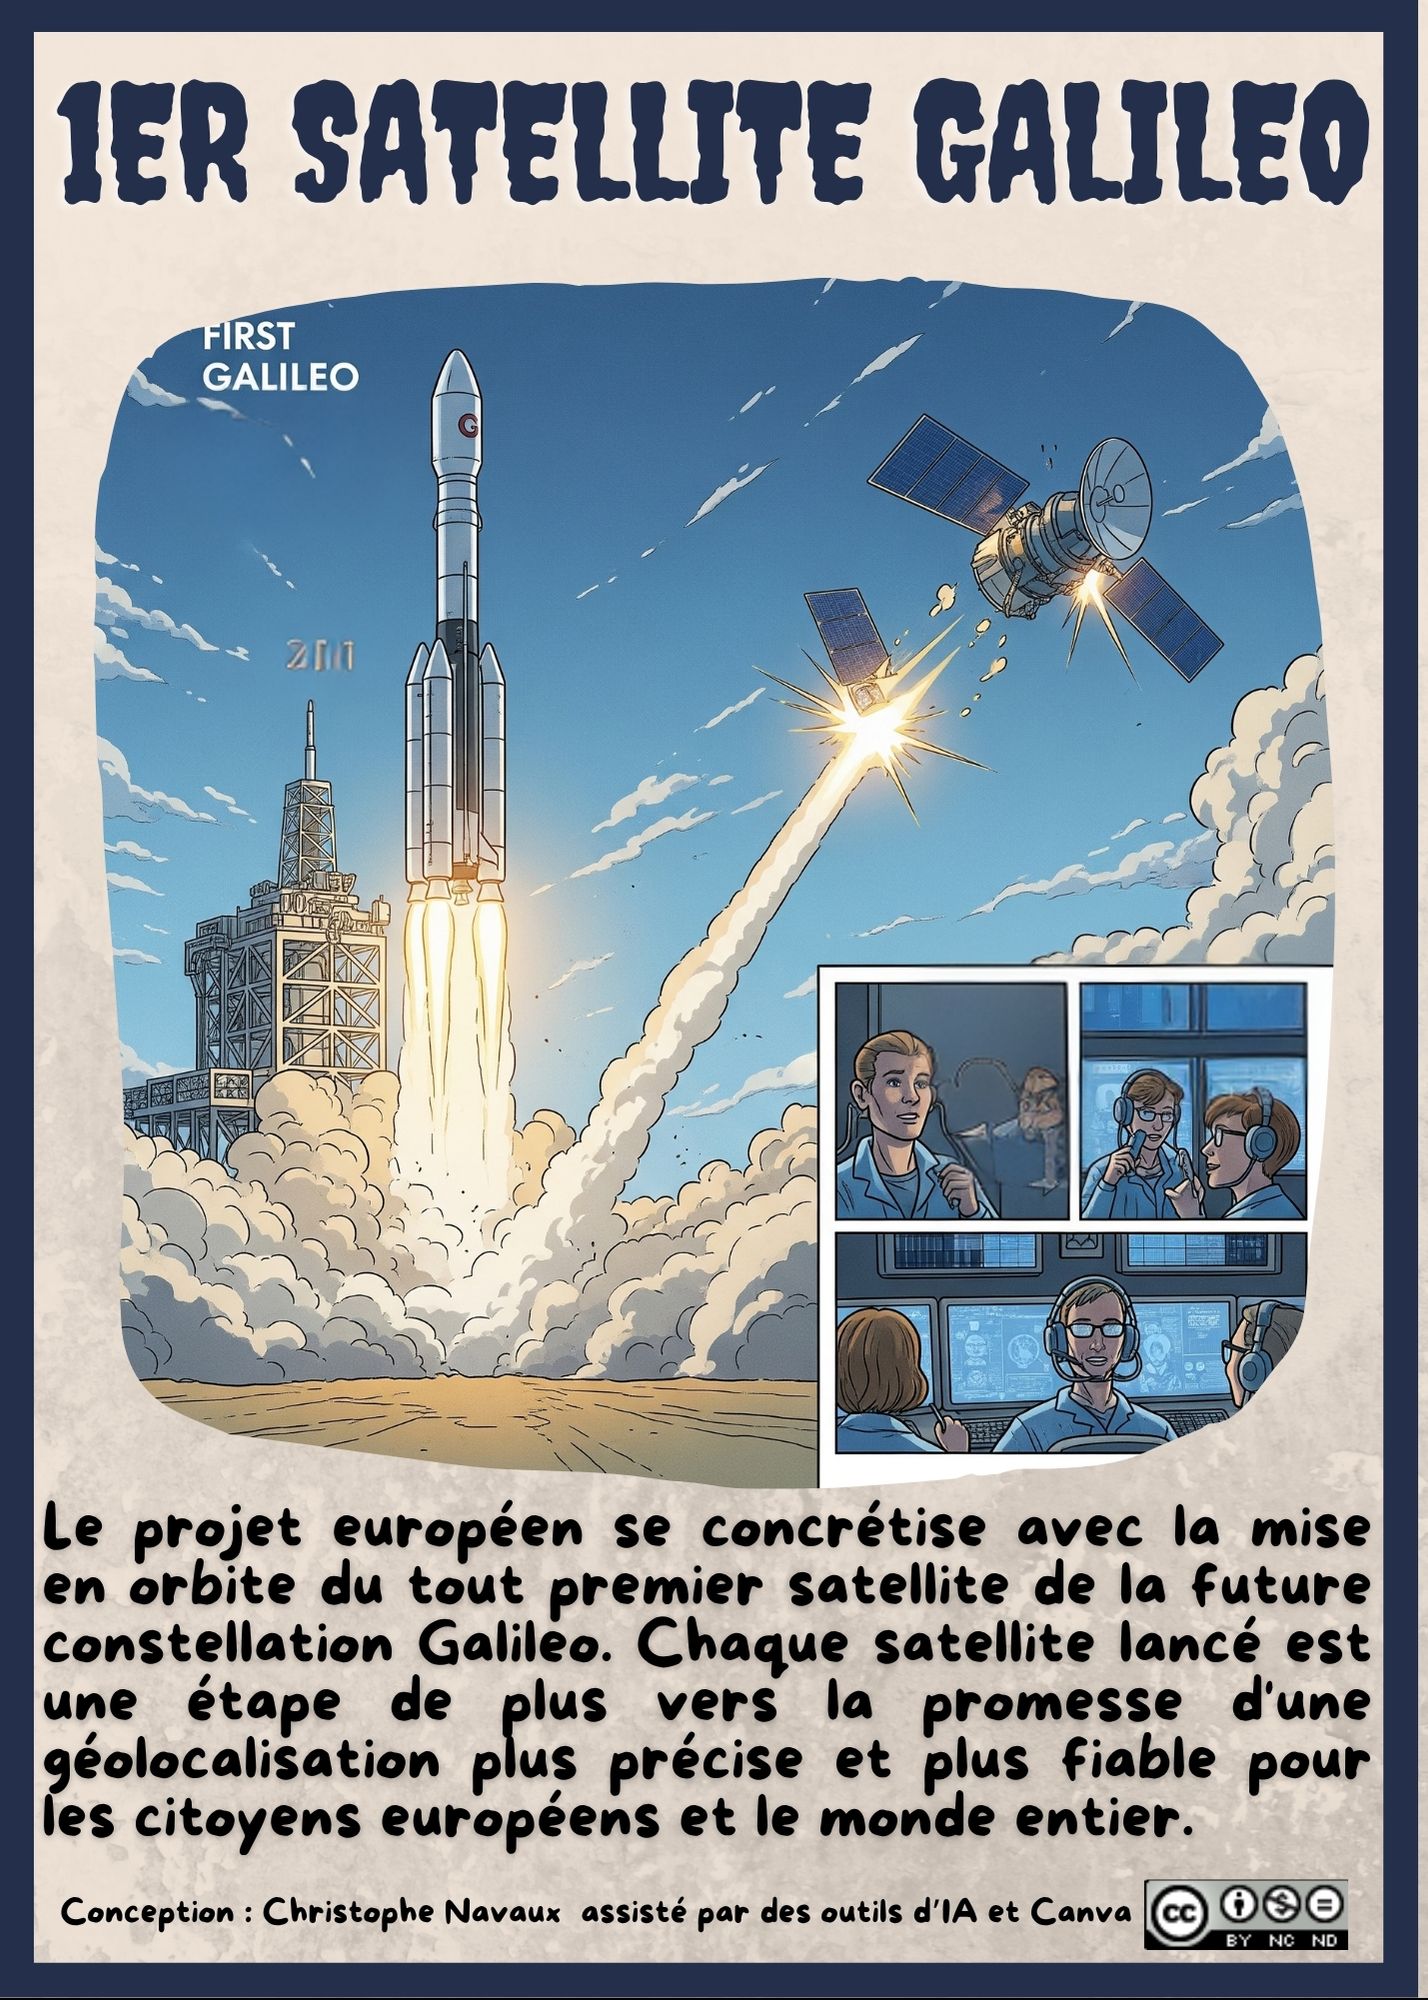 1ER SATELLITE GALILEO
FIRST
GALILEO
G
Le projet européen se concrétise avec la mise
en orbite du tout premier satellite de la future
constellation Galileo. Chaque satellite lancé est
une étape de plus vers la promesse d'une
géolocalisation plus précise et plus fiable pour
les citoyens européens et le monde entier.
Conception : Christophe Navaux assisté par des outils d'IA et Canva
cc
BY NC ND